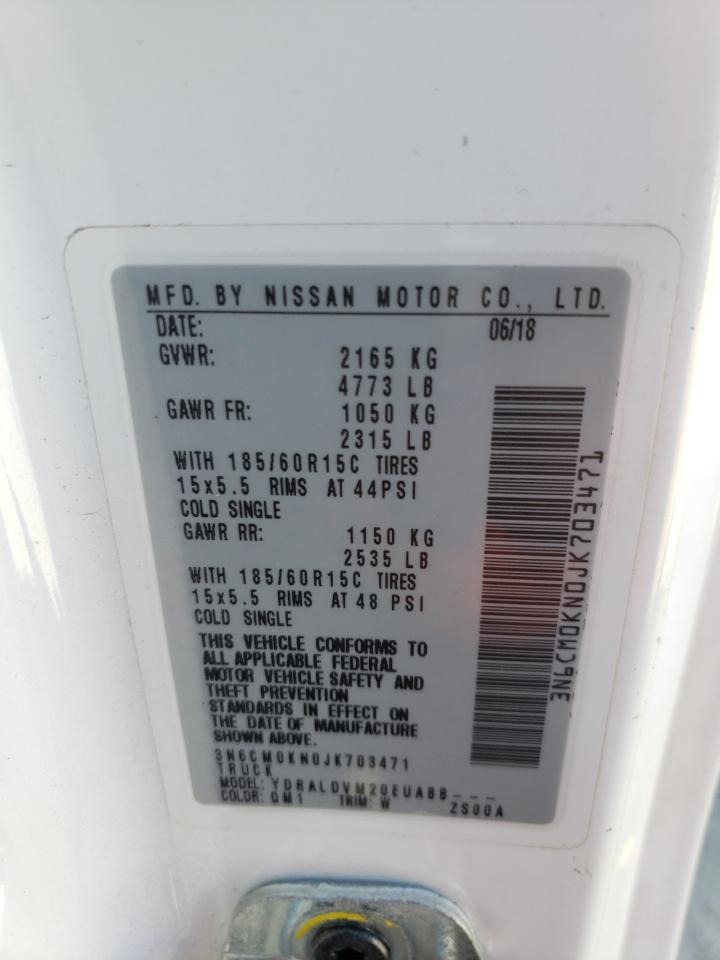 MFD. BY NISSAN MOTOR CO., LTD.
DATE: 06/18
GVWR: 2165 KG
4773 LB
GAWR FR: 1050 KG
2315 LB
WITH 185/60R15C TIRES
15x5.5 RIMS AT 44PSI
COLD SINGLE
GAWR RR: 1150 KG
2535 LB
WITH 185/60R15C TIRES
15x5.5 RIMS AT 48 PSI
COLD SINGLE
THIS VEHICLE CONFORMS TO
ALL APPLICABLE FEDERAL
MOTOR VEHICLE SAFETY AND
THEFT PREVENTION
STANDARDS IN EFFECT ON
THE DATE OF MANUFACTURE
SHOWN ABOVE.
3N6CM0KN0JK703471
TRUCK
MODEL: YDRALDVM20EUABB---
COLOR: QM1 TRIM: W ZS00A
3N6CM0KN0JK703471